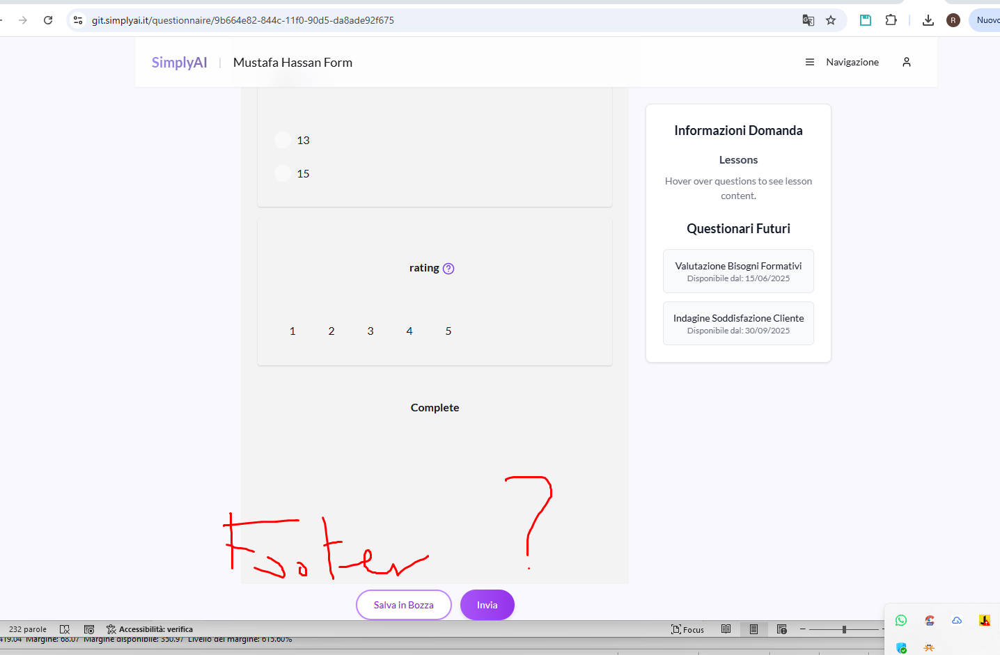 git.simplyai.it/questionnaire/9b664e82-844c-11f0-90d5-da8ade92f675
R
Nuovo
SimplyAI | Mustafa Hassan Form
Navigazione
13
15
rating ?
1 2 3 4 5
Complete
Informazioni Domanda
Lessons
Hover over questions to see lesson
content.
Questionari Futuri
Valutazione Bisogni Formativi
Disponibile dal: 15/06/2025
Indagine Soddisfazione Cliente
Disponibile dal: 30/09/2025
Footer ?
Salva in Bozza
Invia
232 parole
Accessibilità: verifica
Focus
419.04 Margine: 68.07 Margine disponibile: 350.97 Livello del margine: 615.60%